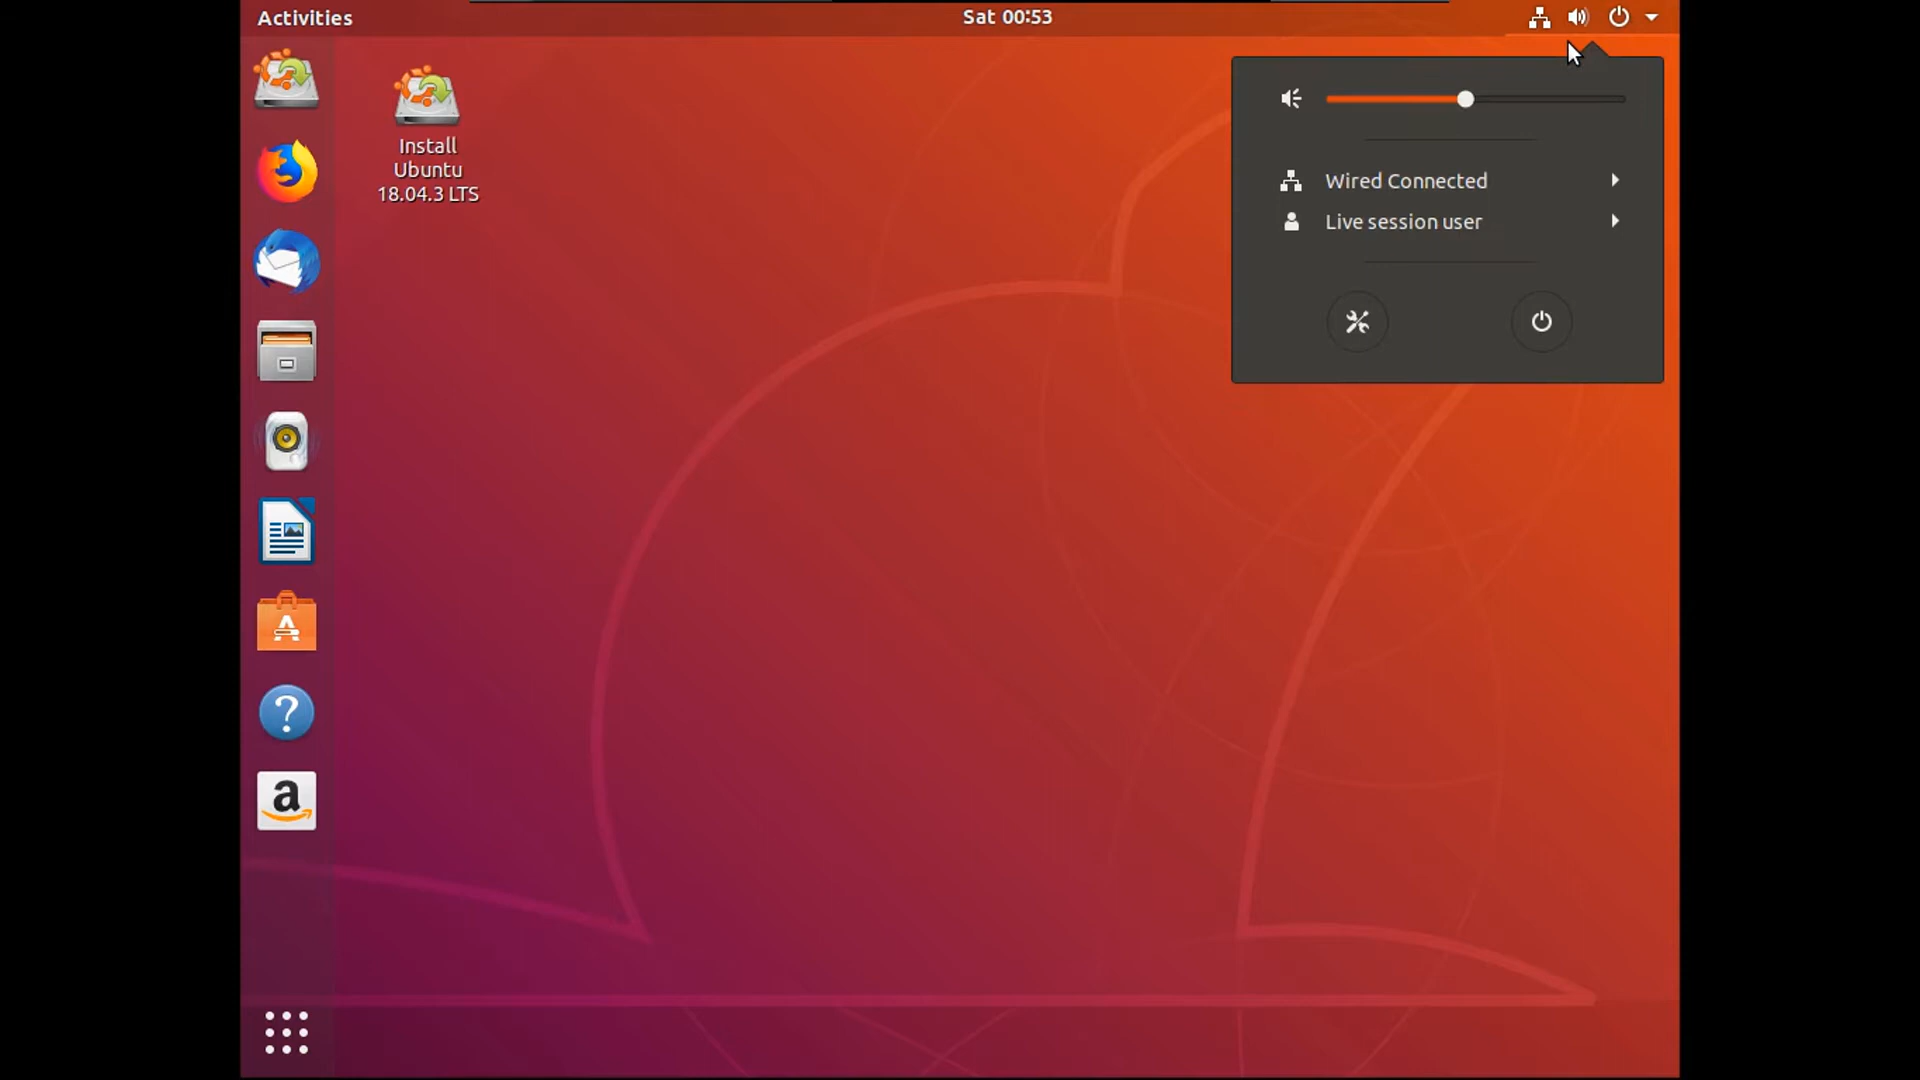 Activities
Sat 00:53
Install
Ubuntu
18.04.3 LTS
Wired Connected
Live session user